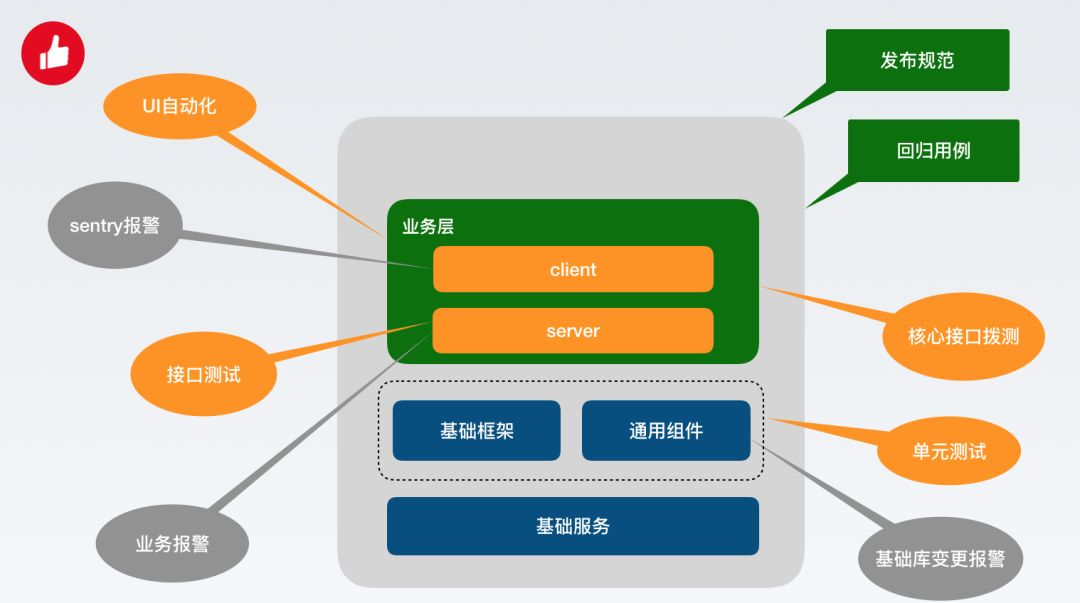 发布规范
UI自动化
回归用例
sentry报警
业务层
client
server
核心接口拨测
接口测试
基础框架
通用组件
单元测试
基础服务
业务报警
基础库变更报警